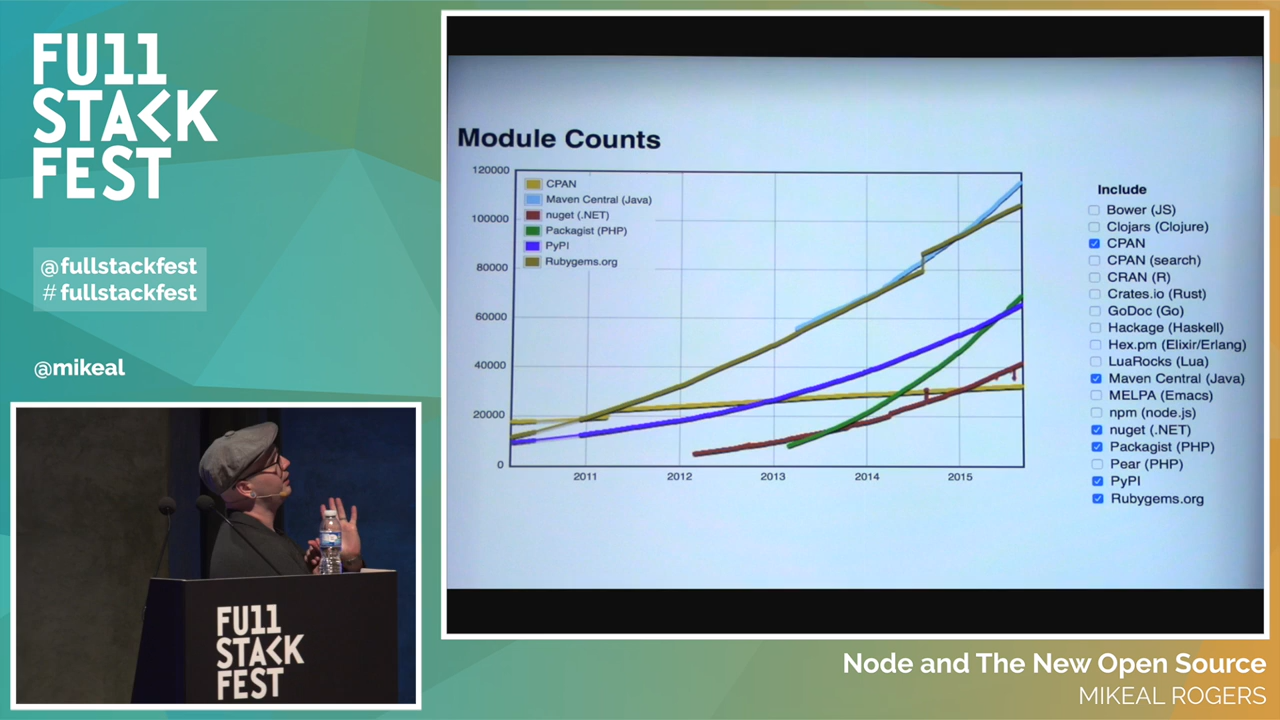 FU11
STACK
FEST
@fullstackfest
# fullstackfest
@mikeal
FU11
STACK
FEST
Module Counts
120000
100000
80000
60000
40000
20000
0
2011 2012 2013 2014 2015
CPAN
Maven Central (Java)
nuget (.NET)
Packagist (PHP)
PyPI
Rubygems.org
Include
Bower (JS)
Clojars (Clojure)
CPAN
CPAN (search)
CRAN (R)
Crates.io (Rust)
GoDoc (Go)
Hackage (Haskell)
Hex.pm (Elixir/Erlang)
LuaRocks (Lua)
Maven Central (Java)
MELPA (Emacs)
npm (node.js)
nuget (.NET)
Packagist (PHP)
Pear (PHP)
PyPI
Rubygems.org
Node and The New Open Source
MIKEAL ROGERS